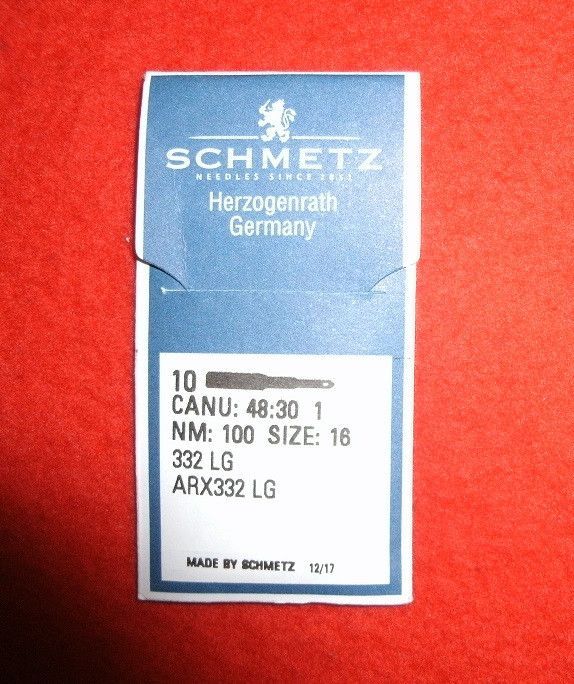 SCHMETZ
NEEDLES SINCE 1851
Herzogenrath
Germany
10
CANU: 48:30 1
NM: 100 SIZE: 16
332 LG
ARX332 LG
MADE BY SCHMETZ 12/17